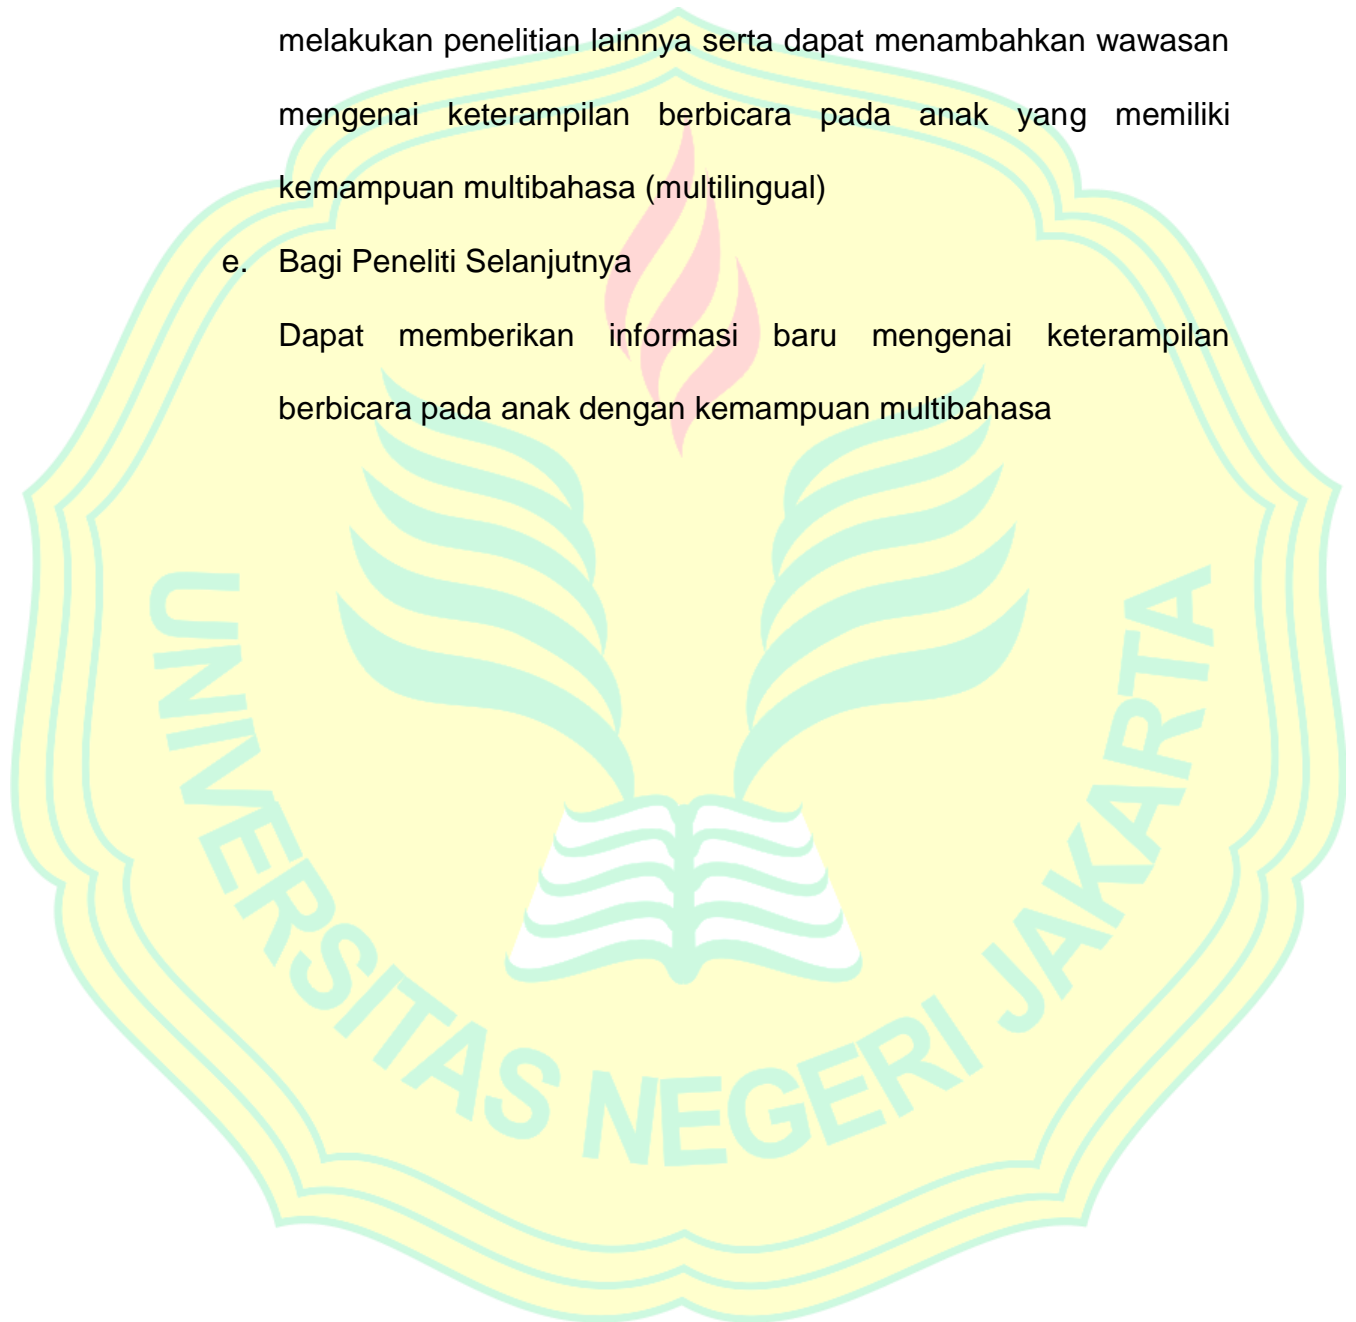 melakukan penelitian lainnya serta dapat menambahkan wawasan
mengenai keterampilan berbicara pada anak yang memiliki
kemampuan multibahasa (multilingual)
e. Bagi Peneliti Selanjutnya
Dapat memberikan informasi baru mengenai keterampilan
berbicara pada anak dengan kemampuan multibahasa
UNIVERSITAS NEGERI JAKARTA